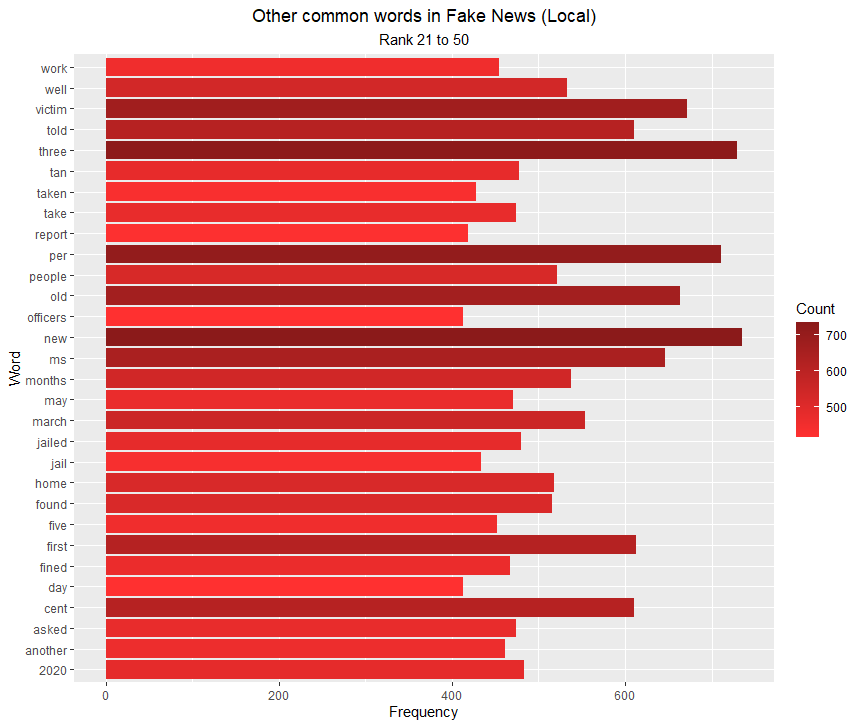 Other common words in Fake News (Local)
Rank 21 to 50
Word
work
well
victim
told
three
tan
taken
take
report
per
people
old
officers
new
ms
months
may
march
jailed
jail
home
found
five
first
fined
day
cent
asked
another
2020
0 200 400 600
Frequency
Count
700
600
500